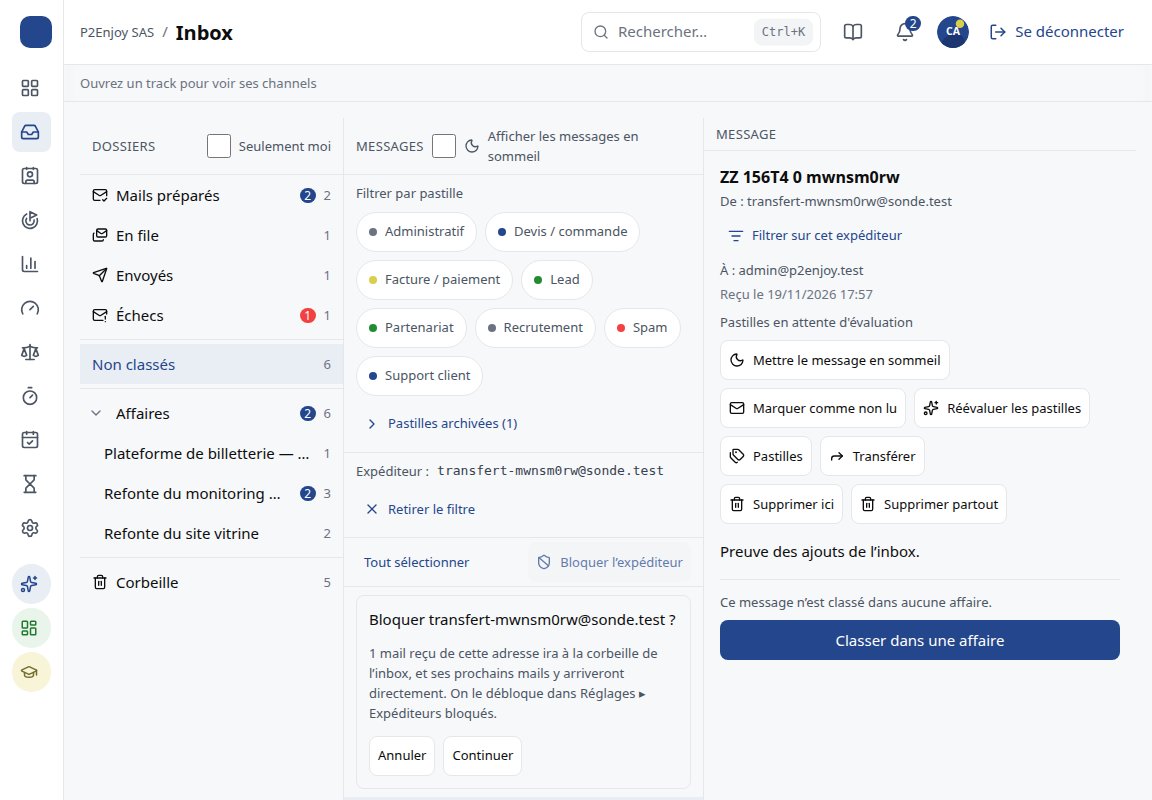 P2Enjoy SAS / Inbox
Rechercher… Ctrl+K
2
CA
Se déconnecter
Ouvrez un track pour voir ses channels
DOSSIERS
Seulement moi
Mails préparés 2 2
En file 1
Envoyés 1
Échecs 1 1
Non classés 6
Affaires 2 6
Plateforme de billetterie — … 1
Refonte du monitoring … 2 3
Refonte du site vitrine 2
Corbeille 5
MESSAGES
Afficher les messages en
sommeil
Filtrer par pastille
Administratif
Devis / commande
Facture / paiement
Lead
Partenariat
Recrutement
Spam
Support client
Pastilles archivées (1)
Expéditeur : transfert-mwnsm0rw@sonde.test
Retirer le filtre
Tout sélectionner
Bloquer l’expéditeur
Bloquer transfert-mwnsm0rw@sonde.test ?
1 mail reçu de cette adresse ira à la corbeille de
l’inbox, et ses prochains mails y arriveront
directement. On le débloque dans Réglages ▸
Expéditeurs bloqués.
Annuler
Continuer
MESSAGE
ZZ 156T4 0 mwnsm0rw
De : transfert-mwnsm0rw@sonde.test
Filtrer sur cet expéditeur
À : admin@p2enjoy.test
Reçu le 19/11/2026 17:57
Pastilles en attente d'évaluation
Mettre le message en sommeil
Marquer comme non lu
Réévaluer les pastilles
Pastilles
Transférer
Supprimer ici
Supprimer partout
Preuve des ajouts de l’inbox.
Ce message n’est classé dans aucune affaire.
Classer dans une affaire